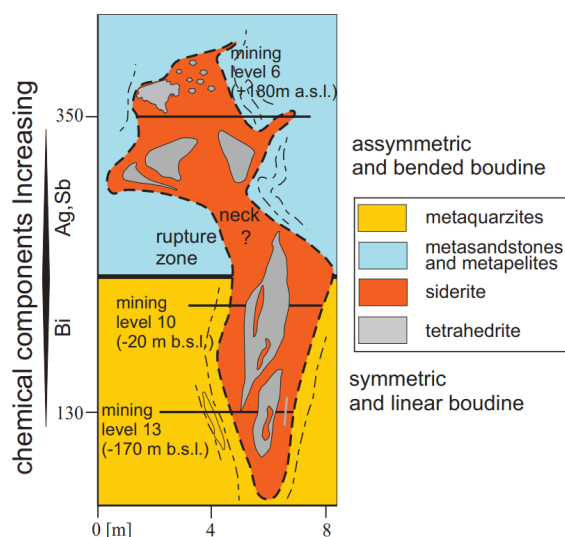 mining
level 6
(+180m a.s.l.)
350
chemical components Increasing
Ag,Sb
Bi
neck
?
rupture
zone
mining
level 10
(-20 m b.s.l.)
130
mining
level 13
(-170 m b.s.l.)
0 [m]
4
8
assymmetric
and bended boudine
metaquarzites
metasandstones
and metapelites
siderite
tetrahedrite
symmetric
and linear boudine